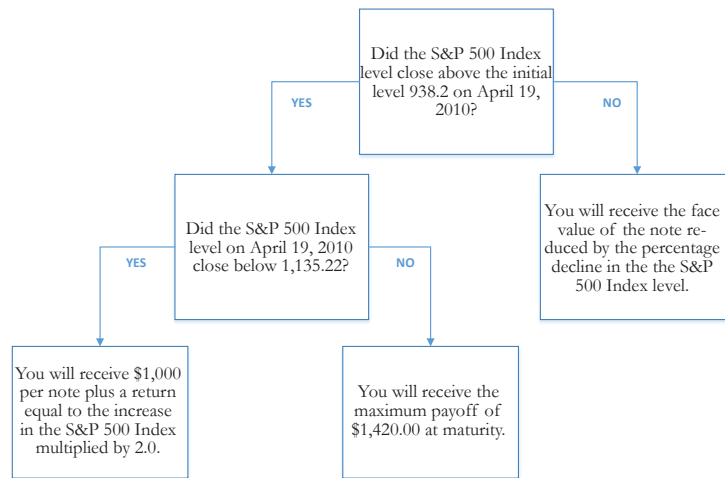 Did the S&P 500 Index
level close above the initial
level 938.2 on April 19,
2010?
YES
NO
Did the S&P 500 Index
level on April 19, 2010
close below 1,135.22?
You will receive the face
value of the note re-
duced by the percentage
decline in the the S&P
500 Index level.
YES
NO
You will receive $1,000
per note plus a return
equal to the increase
in the S&P 500 Index
multiplied by 2.0.
You will receive the
maximum payoff of
$1,420.00 at maturity.